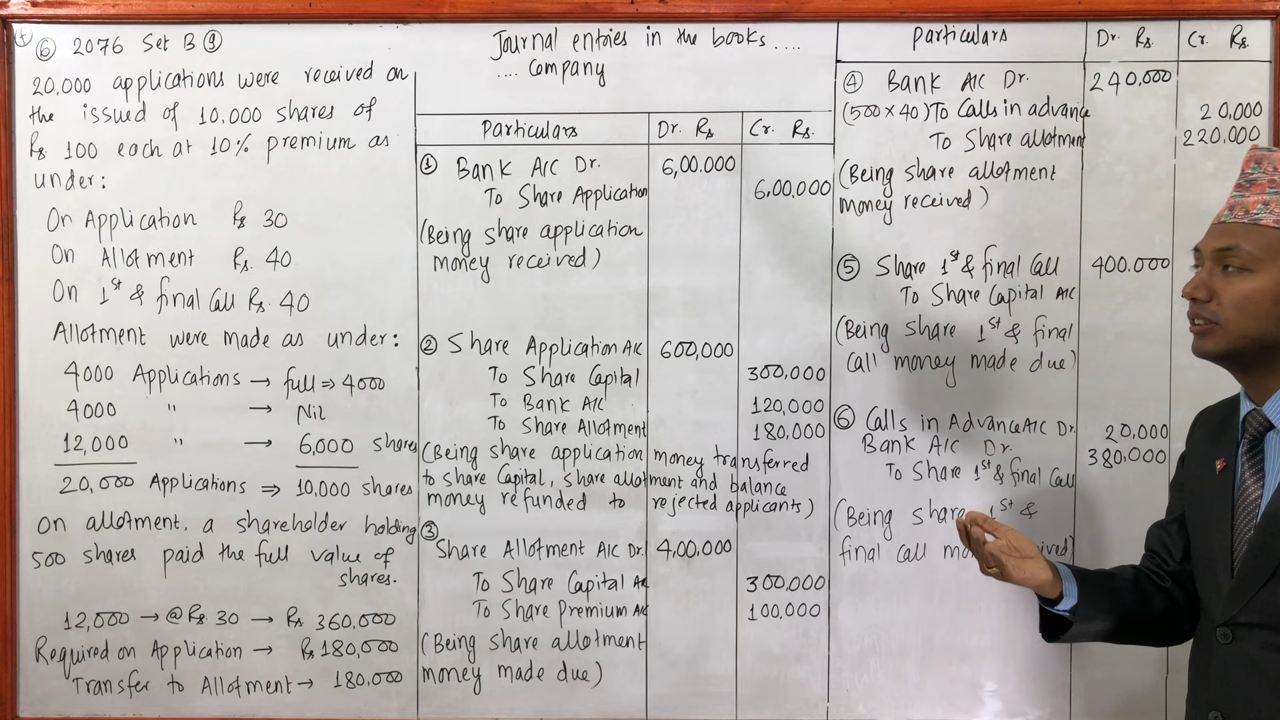 ⑥ 2076 Set B ⑨
20,000 applications were received on
the issued of 10,000 shares of
Rs 100 each at 10% premium as
under:
On Application Rs 30
On Allotment Rs. 40
On 1st & final Call Rs. 40
Allotment were made as under:
4000 Applications → full ⇒ 4000
4000 " → Nil
12,000 " → 6,000 shares
20,000 Applications ⇒ 10,000 shares
On allotment, a shareholder holding
500 shares paid the full value of
shares.
12,000 → @ Rs. 30 → Rs. 360,000
Required on Application → Rs 180,000
Transfer to Allotment → 180,000
Journal entries in the books ....
.... Company
Particulars Dr. Rs Cr. Rs.
① Bank A/C Dr. 6,00,000
To Share Application 6,00,000
(Being share application
money received)
② Share Application A/C 600,000
To Share Capital 300,000
To Bank A/C 120,000
To Share Allotment 180,000
(Being share application money transferred
to share Capital, share allotment and balance
money refunded to rejected applicants)
③
Share Allotment A/C Dr. 4,00,000
To Share Capital A/C 300,000
To Share Premium A/C 100,000
(Being share allotment
money made due)
Particulars Dr. Rs. Cr. Rs.
④ Bank A/C Dr. 240,000
(500×40) To Calls in advance 20,000
To Share allotment 220,000
(Being share allotment
money received)
⑤ Share 1st & final Call 400,000
To Share Capital A/C
(Being share 1st & final
Call money made due)
⑥ Calls in Advance A/C Dr. 20,000
Bank A/C Dr. 380,000
To Share 1st & final Call
(Being share 1st &
final call